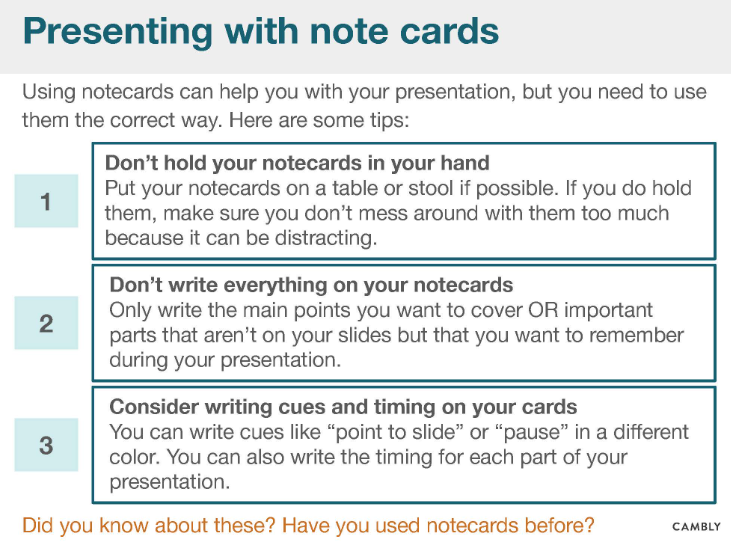 Presenting with note cards
Using notecards can help you with your presentation, but you need to use
them the correct way. Here are some tips:
1
Don’t hold your notecards in your hand
Put your notecards on a table or stool if possible. If you do hold
them, make sure you don’t mess around with them too much
because it can be distracting.
2
Don’t write everything on your notecards
Only write the main points you want to cover OR important
parts that aren’t on your slides but that you want to remember
during your presentation.
3
Consider writing cues and timing on your cards
You can write cues like “point to slide” or “pause” in a different
color. You can also write the timing for each part of your
presentation.
Did you know about these? Have you used notecards before?
CAMBLY